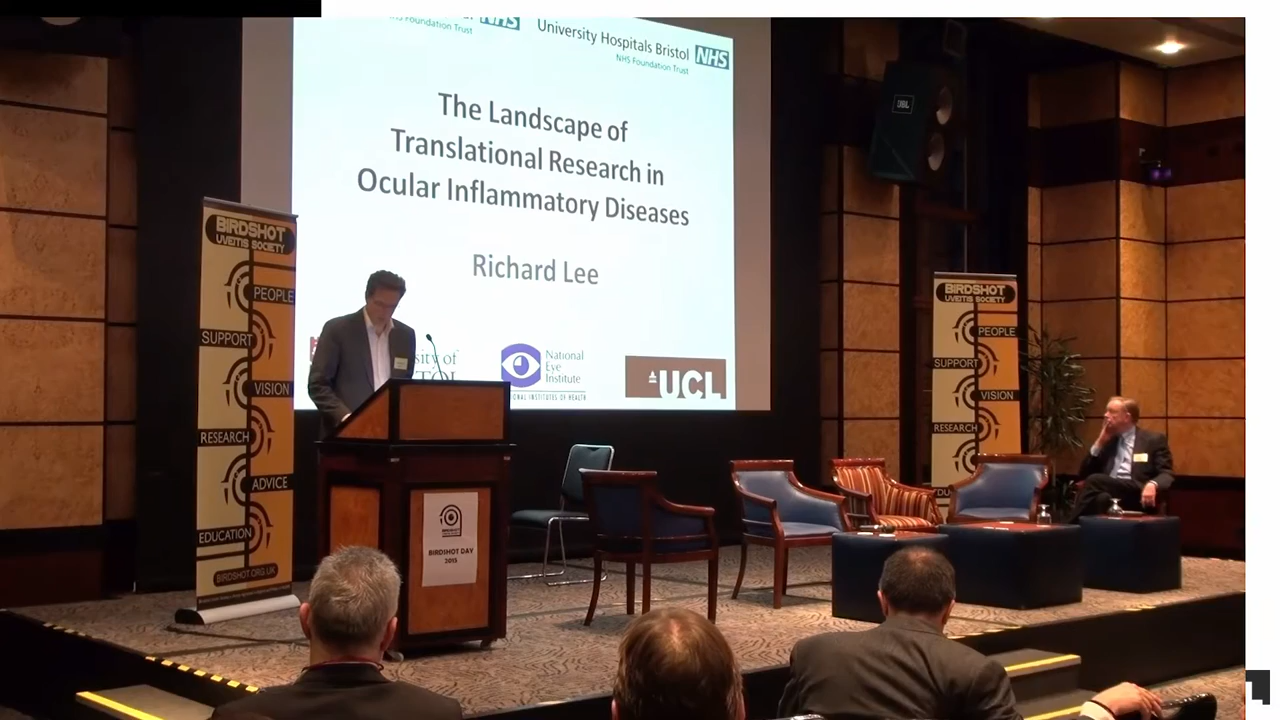 NHS
NHS Foundation Trust
University Hospitals Bristol NHS
NHS Foundation Trust
The Landscape of
Translational Research in
Ocular Inflammatory Diseases
Richard Lee
National
Eye
Institute
UCL
BIRDSHOT
UVEITIS SOCIETY
PEOPLE
SUPPORT
VISION
RESEARCH
ADVICE
EDUCATION
BIRDSHOT.ORG.UK
BIRDSHOT
BIRDSHOT DAY
2015
JBL
BIRDSHOT
UVEITIS SOCIETY
PEOPLE
SUPPORT
VISION
RESEARCH